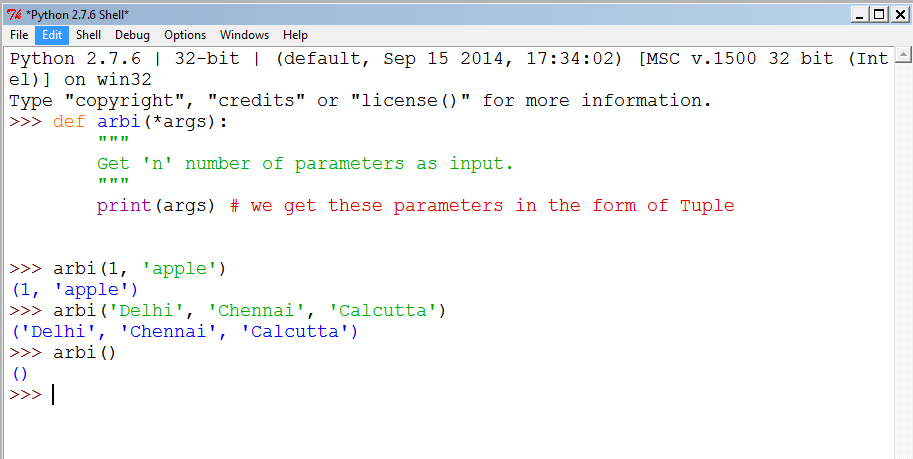 *Python 2.7.6 Shell*
File Edit Shell Debug Options Windows Help
Python 2.7.6 | 32-bit | (default, Sep 15 2014, 17:34:02) [MSC v.1500 32 bit (Int
el)] on win32
Type "copyright", "credits" or "license()" for more information.
>>> def arbi(*args):
        """
        Get 'n' number of parameters as input.
        """
        print(args) # we get these parameters in the form of Tuple
>>> arbi(1, 'apple')
(1, 'apple')
>>> arbi('Delhi', 'Chennai', 'Calcutta')
('Delhi', 'Chennai', 'Calcutta')
>>> arbi()
()
>>>